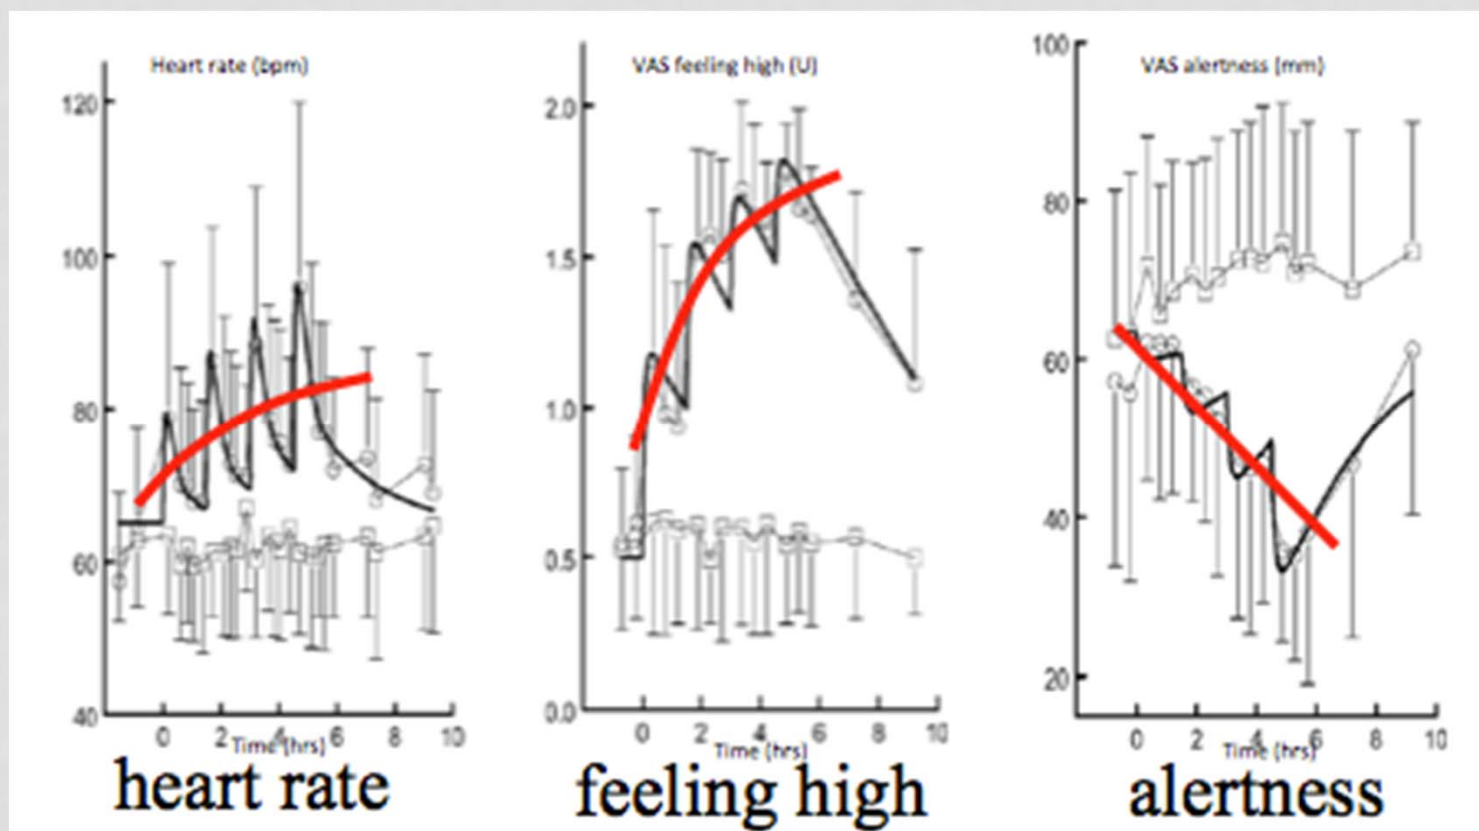 Heart rate (bpm)
120
100
80
60
40
0 2 4 6 8 10
Time (hrs)
heart rate
VAS feeling high (U)
2.0
1.5
1.0
0.5
0.0
0 2 4 6 8 10
Time (hrs)
feeling high
VAS alertness (mm)
100
80
60
40
20
0 2 4 6 8 10
Time (hrs)
alertness